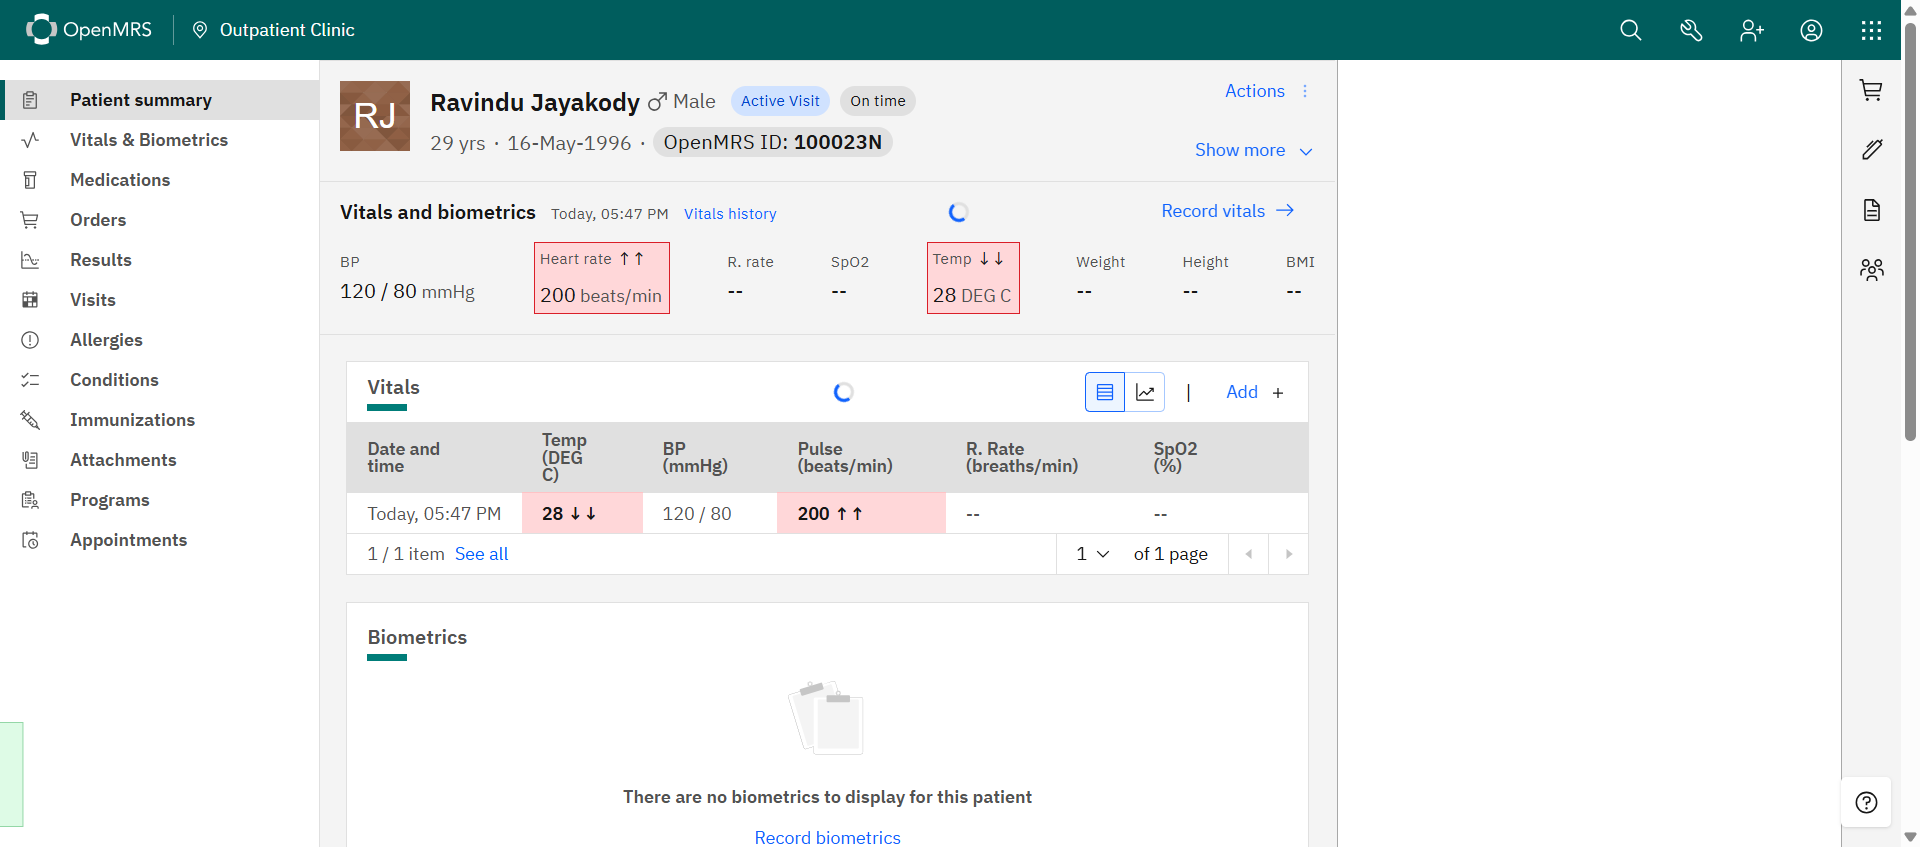 OpenMRS
Outpatient Clinic
Patient summary
Vitals & Biometrics
Medications
Orders
Results
Visits
Allergies
Conditions
Immunizations
Attachments
Programs
Appointments
RJ
Ravindu Jayakody ♂ Male Active Visit On time
29 yrs · 16-May-1996 · OpenMRS ID: 100023N
Actions
Show more
Vitals and biometrics Today, 05:47 PM Vitals history
Record vitals →
BP Heart rate ↑↑ R. rate SpO2 Temp ↓↓ Weight Height BMI
120 / 80 mmHg 200 beats/min -- -- 28 DEG C -- -- --
Vitals
| Add +
Date and time Temp (DEG C) BP (mmHg) Pulse (beats/min) R. Rate (breaths/min) SpO2 (%)
Today, 05:47 PM 28 ↓↓ 120 / 80 200 ↑↑ -- --
1 / 1 item See all 1 of 1 page
Biometrics
There are no biometrics to display for this patient
Record biometrics